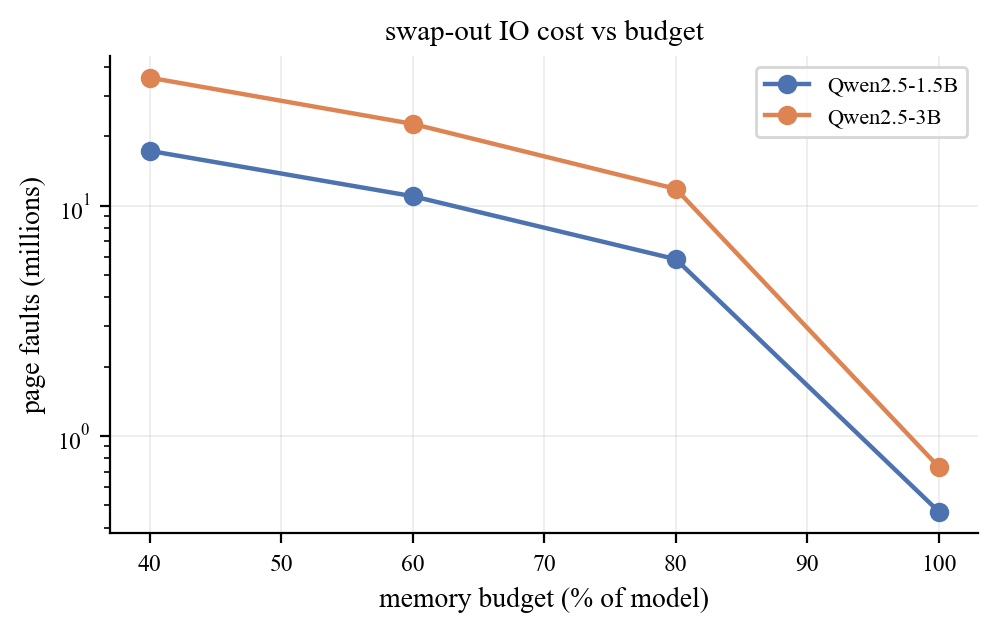 swap-out IO cost vs budget
Qwen2.5-1.5B
Qwen2.5-3B
page faults (millions)
10¹
10⁰
40 50 60 70 80 90 100
memory budget (% of model)